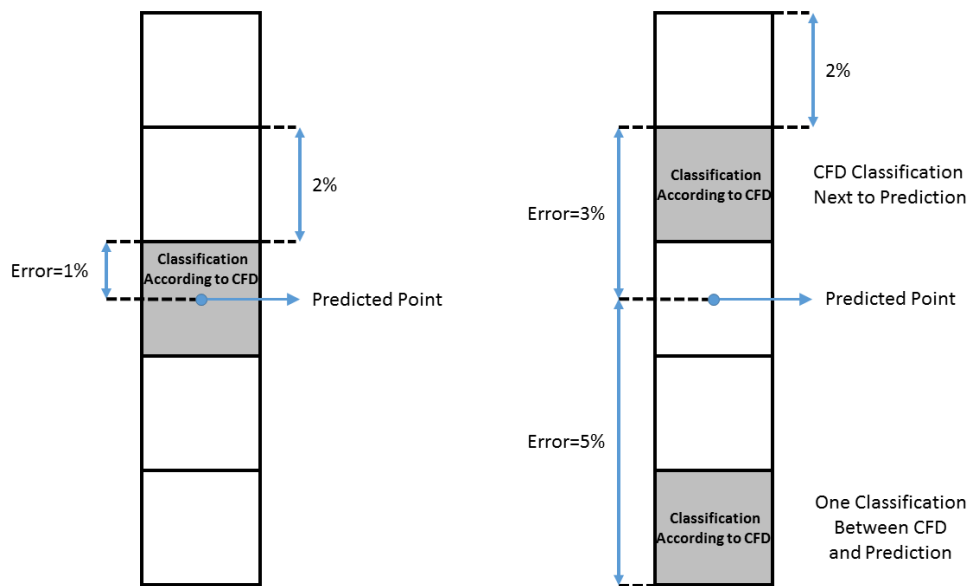 2%
Error=1%
Classification
According to CFD
Predicted Point
2%
Error=3%
Classification
According to CFD
CFD Classification
Next to Prediction
Predicted Point
Error=5%
Classification
According to CFD
One Classification
Between CFD
and Prediction